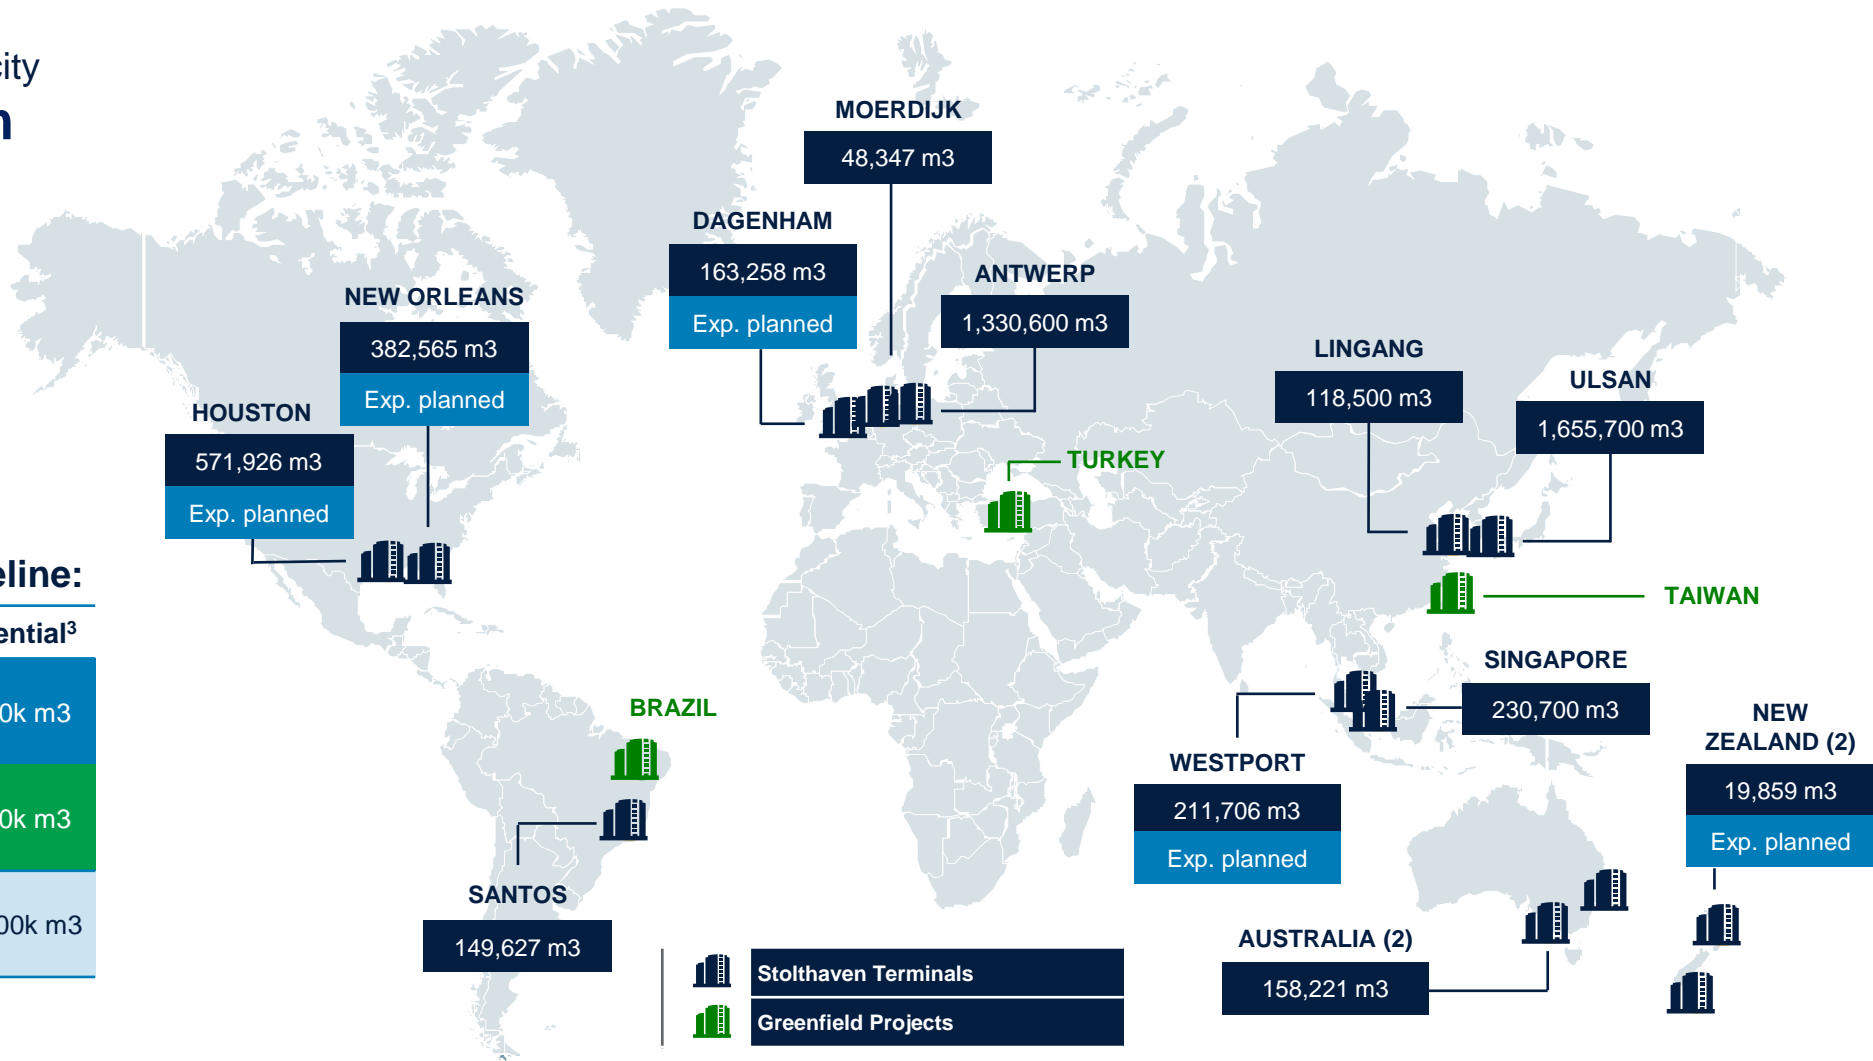 MOERDIJK
48,347 m3
DAGENHAM
163,258 m3
Exp. planned
ANTWERP
1,330,600 m3
NEW ORLEANS
382,565 m3
Exp. planned
HOUSTON
571,926 m3
Exp. planned
LINGANG
118,500 m3
ULSAN
1,655,700 m3
TURKEY
TAIWAN
SINGAPORE
230,700 m3
BRAZIL
WESTPORT
211,706 m3
Exp. planned
NEW
ZEALAND (2)
19,859 m3
Exp. planned
SANTOS
149,627 m3
AUSTRALIA (2)
158,221 m3
Stolthaven Terminals
Greenfield Projects
city
eline:
ential³
0k m3
0k m3
00k m3